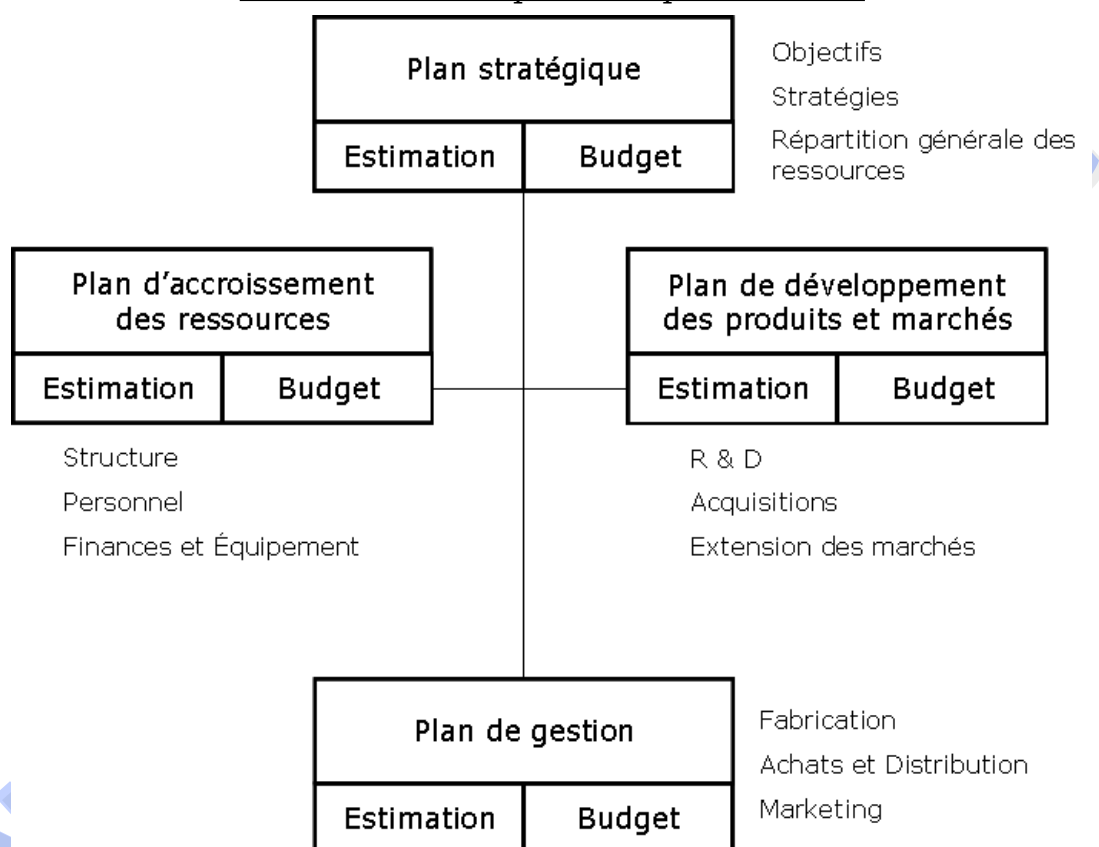 Plan stratégique
Estimation
Budget
Objectifs
Stratégies
Répartition générale des
ressources
Plan d'accroissement
des ressources
Estimation
Budget
Structure
Personnel
Finances et Équipement
Plan de développement
des produits et marchés
Estimation
Budget
R & D
Acquisitions
Extension des marchés
Plan de gestion
Estimation
Budget
Fabrication
Achats et Distribution
Marketing